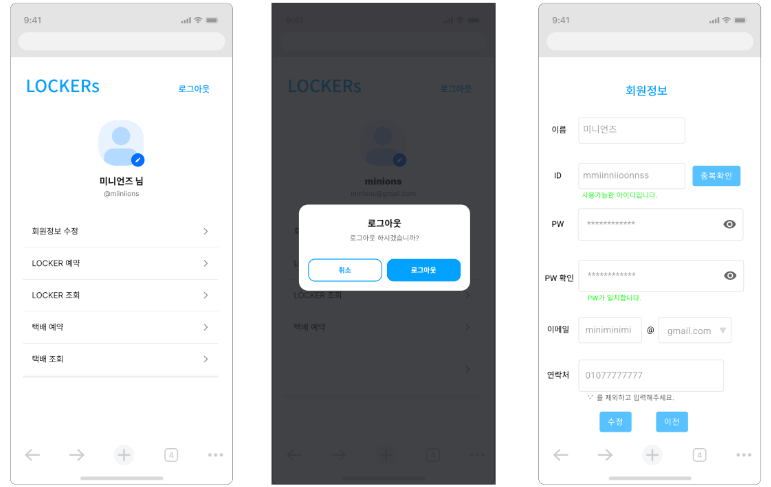 9:41
LOCKERs
로그아웃
미니언즈 님
@miiniions
회원정보 수정
LOCKER 예약
LOCKER 조회
택배 예약
택배 조회
4
9:41
LOCKERs
로그아웃
minions
로그아웃
로그아웃 하시겠습니까?
취소
로그아웃
LOCKER 조회
택배 예약
4
9:41
회원정보
이름
미니언즈
ID
mmiinniioonnss
중복확인
사용가능한 아이디입니다.
PW
************
PW 확인
************
PW가 일치합니다.
이메일
miniminimi
@
gmail.com
연락처
01077777777
'-' 를 제외하고 입력해주세요.
수정
이전
4